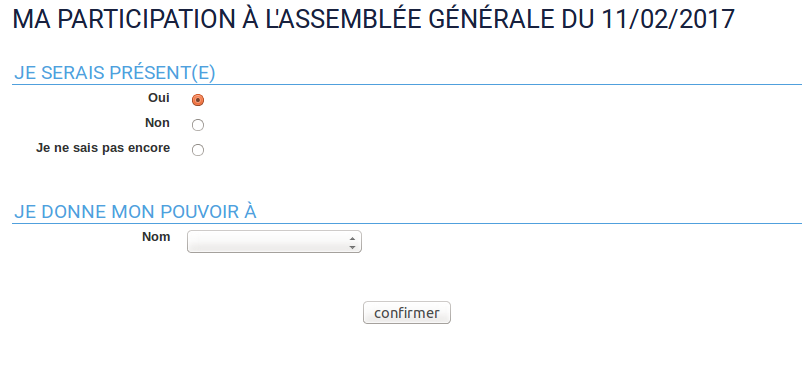 MA PARTICIPATION À L'ASSEMBLÉE GÉNÉRALE DU 11/02/2017
JE SERAIS PRÉSENT(E)
Oui
Non
Je ne sais pas encore
JE DONNE MON POUVOIR À
Nom
confirmer